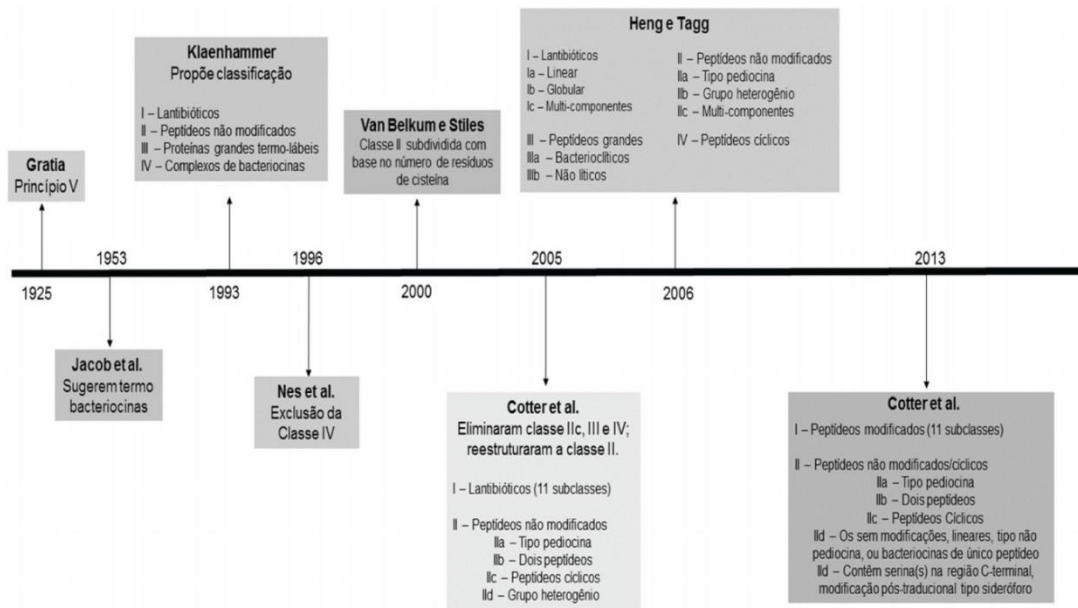 Gratia
Princípio V
1925
1953
Jacob et al.
Sugerem termo
bacteriocinas
Klaenhammer
Propõe classificação
I – Lantibióticos
II – Peptídeos não modificados
III – Proteínas grandes termo-lábeis
IV – Complexos de bacteriocinas
1993
1996
Nes et al.
Exclusão da
Classe IV
Van Belkum e Stiles
Classe II subdividida com
base no número de resíduos
de cisteína
2000
2005
Cotter et al.
Eliminaram classe IIc, III e IV;
reestruturaram a classe II.
I – Lantibióticos (11 subclasses)
II – Peptídeos não modificados
IIa – Tipo pediocina
IIb – Dois peptídeos
IIc – Peptídeos cíclicos
IId – Grupo heterogênio
Heng e Tagg
I – Lantibióticos
Ia – Linear
Ib – Globular
Ic – Multi-componentes
III – Peptídeos grandes
IIIa – Bacterioclíticos
IIIb – Não líticos
II – Peptídeos não modificados
IIa – Tipo pediocina
IIb – Grupo heterogênio
IIc – Multi-componentes
IV – Peptídeos cíclicos
2006
2013
Cotter et al.
I – Peptídeos modificados (11 subclasses)
II – Peptídeos não modificados/cíclicos
IIa – Tipo pediocina
IIb – Dois peptídeos
IIc – Peptídeos Cíclicos
IId – Os sem modificações, lineares, tipo não
pediocina, ou bacteriocinas de único peptídeo
IId – Contêm serina(s) na região C-terminal,
modificação pós-traducional tipo sideróforo